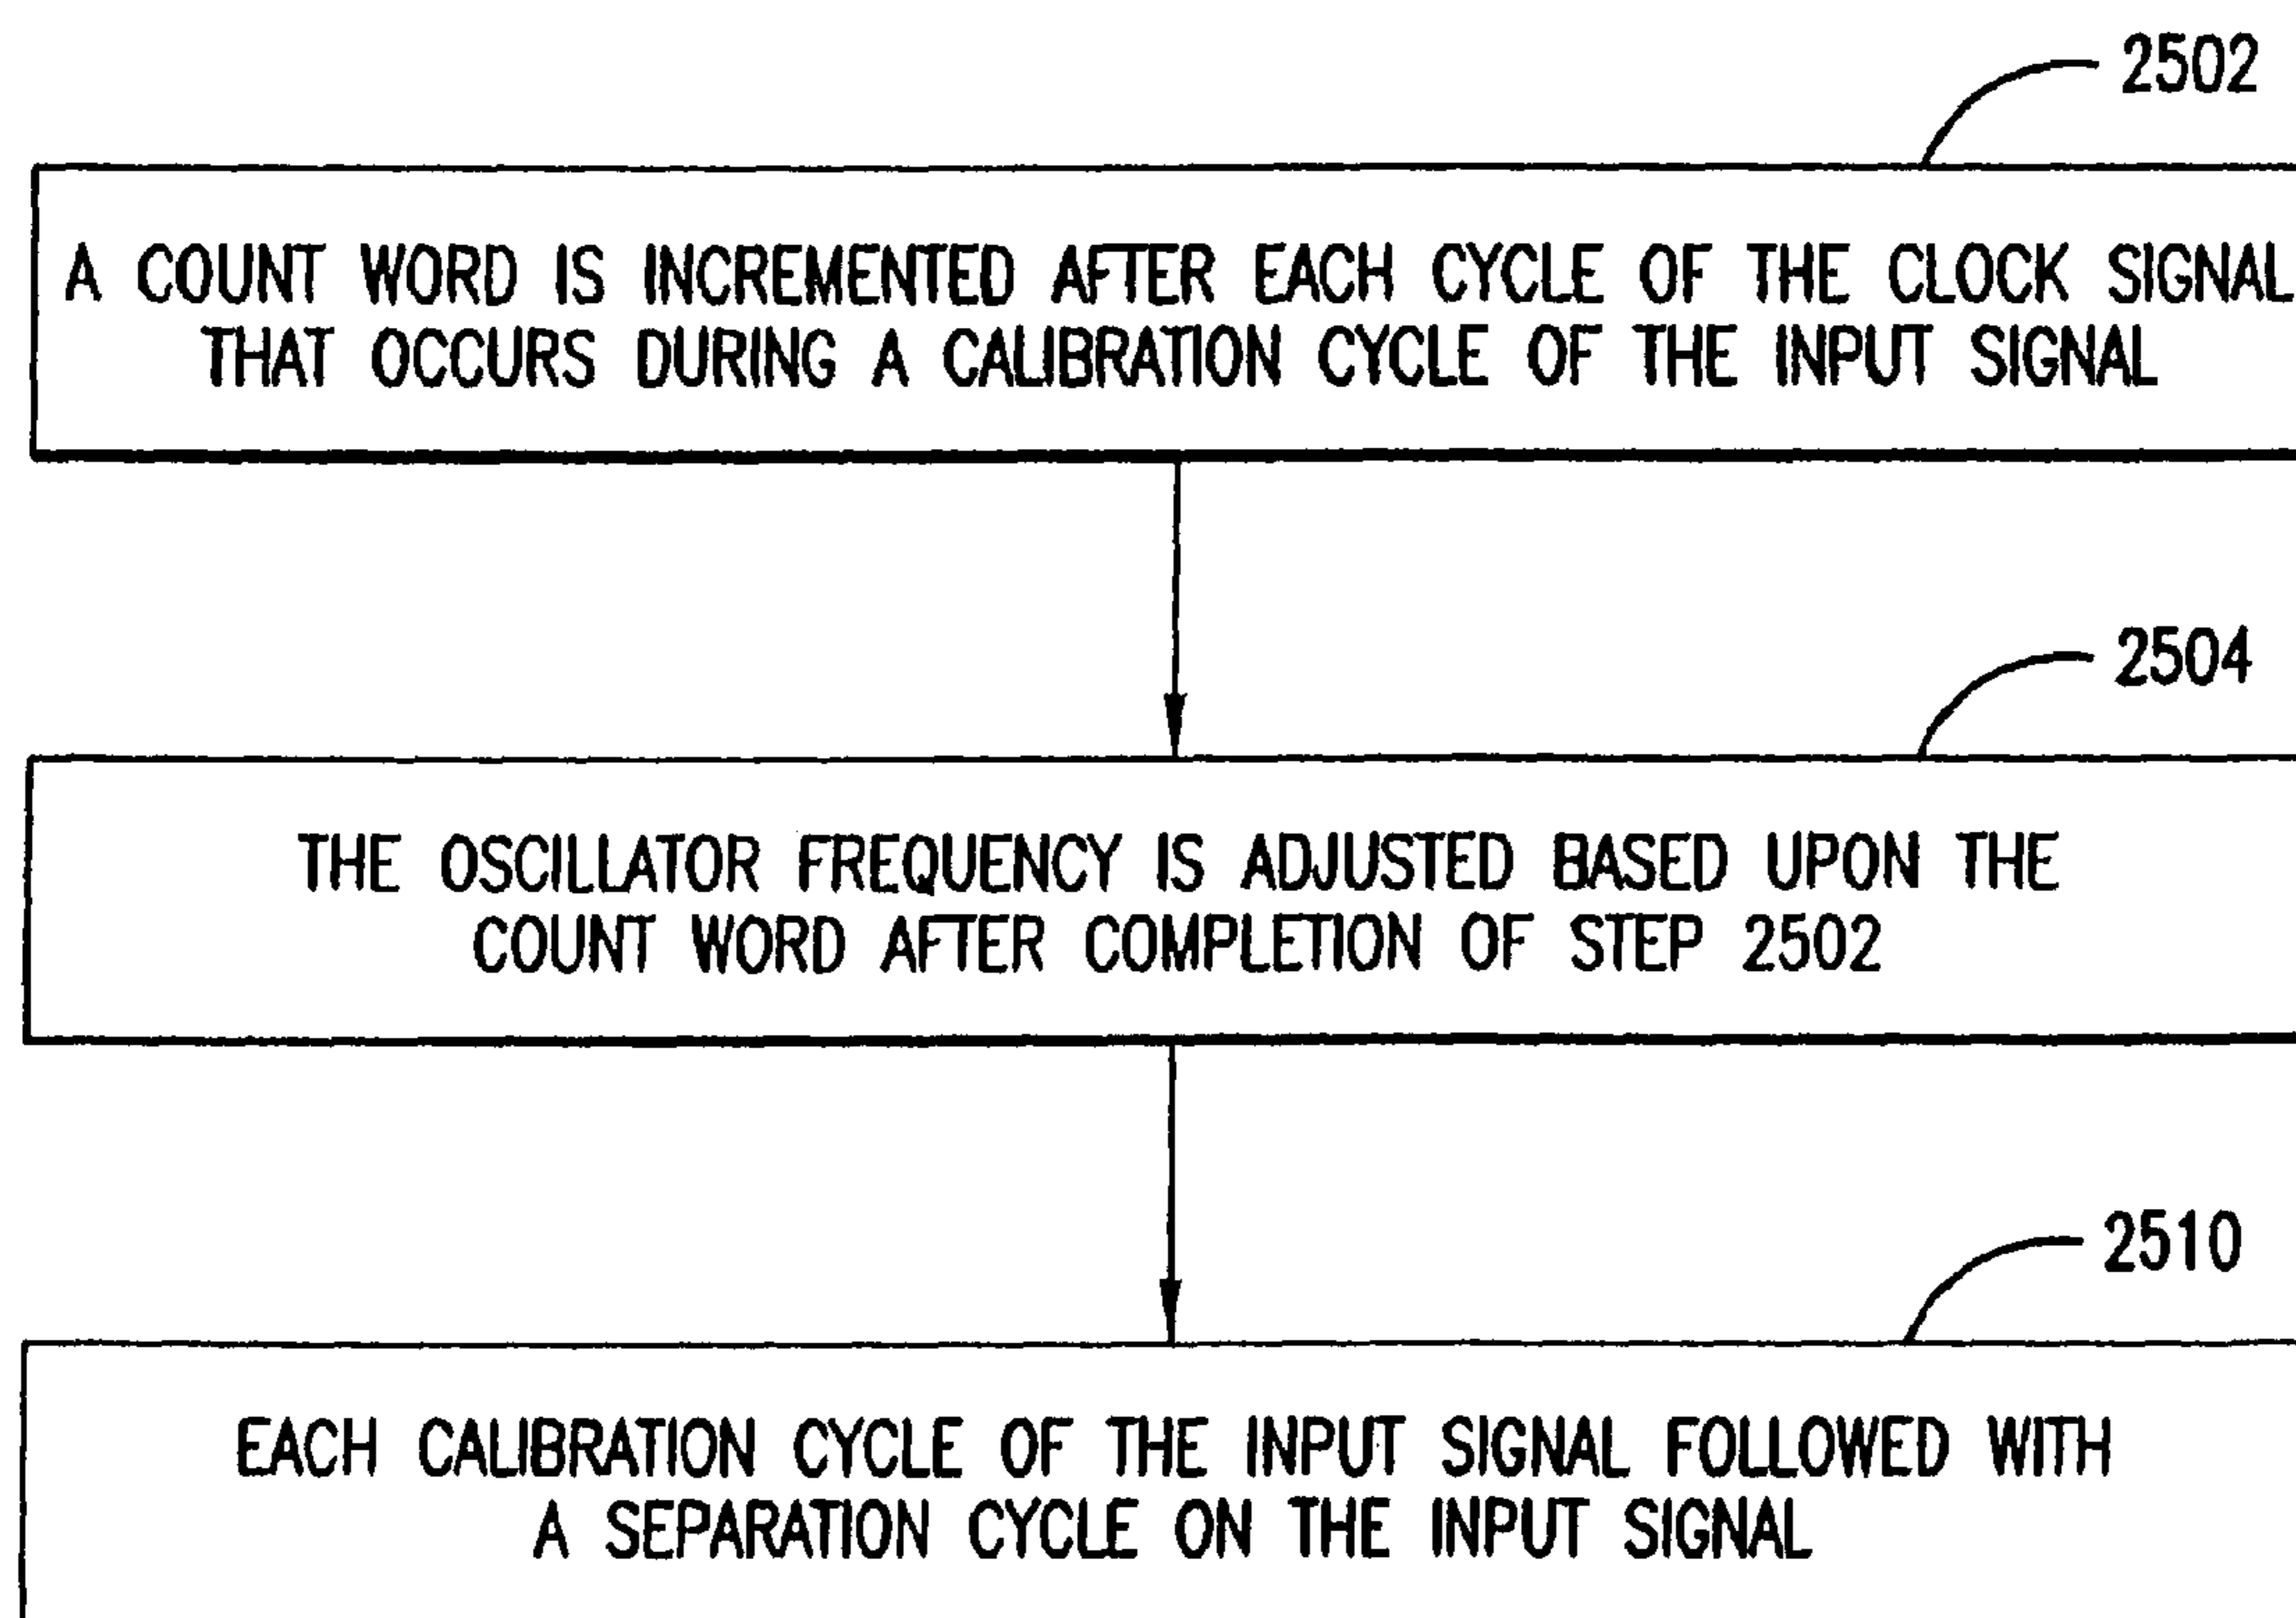 2502
A COUNT WORD IS INCREMENTED AFTER EACH CYCLE OF THE CLOCK SIGNAL
THAT OCCURS DURING A CALIBRATION CYCLE OF THE INPUT SIGNAL
2504
THE OSCILLATOR FREQUENCY IS ADJUSTED BASED UPON THE
COUNT WORD AFTER COMPLETION OF STEP 2502
2510
EACH CALIBRATION CYCLE OF THE INPUT SIGNAL FOLLOWED WITH
A SEPARATION CYCLE ON THE INPUT SIGNAL